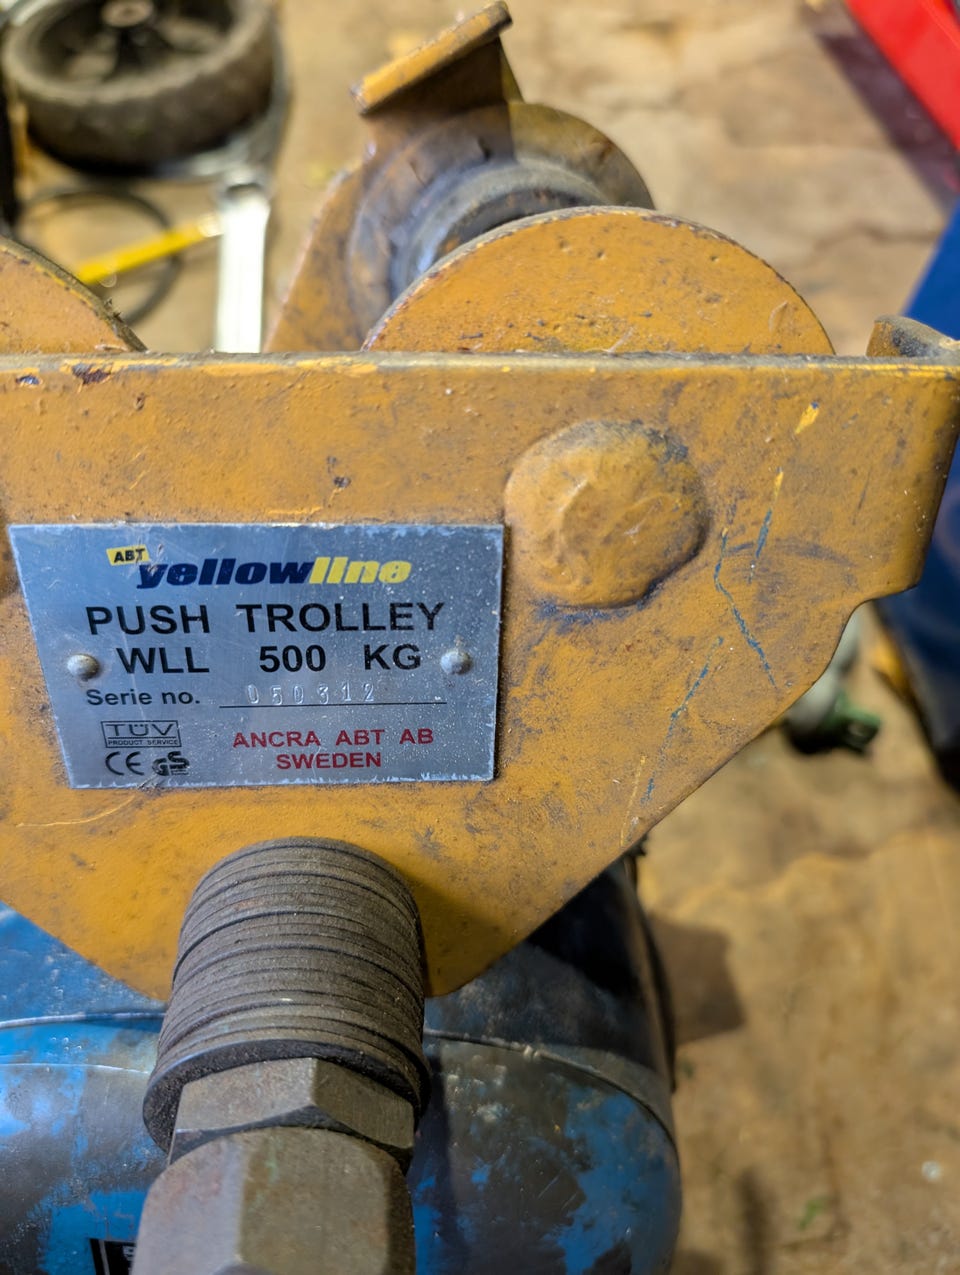 ABT
yellowline
PUSH TROLLEY
WLL 500 KG
Serie no. 050312
TÜV
PRODUCT SERVICE
CE GS
ANCRA ABT AB
SWEDEN